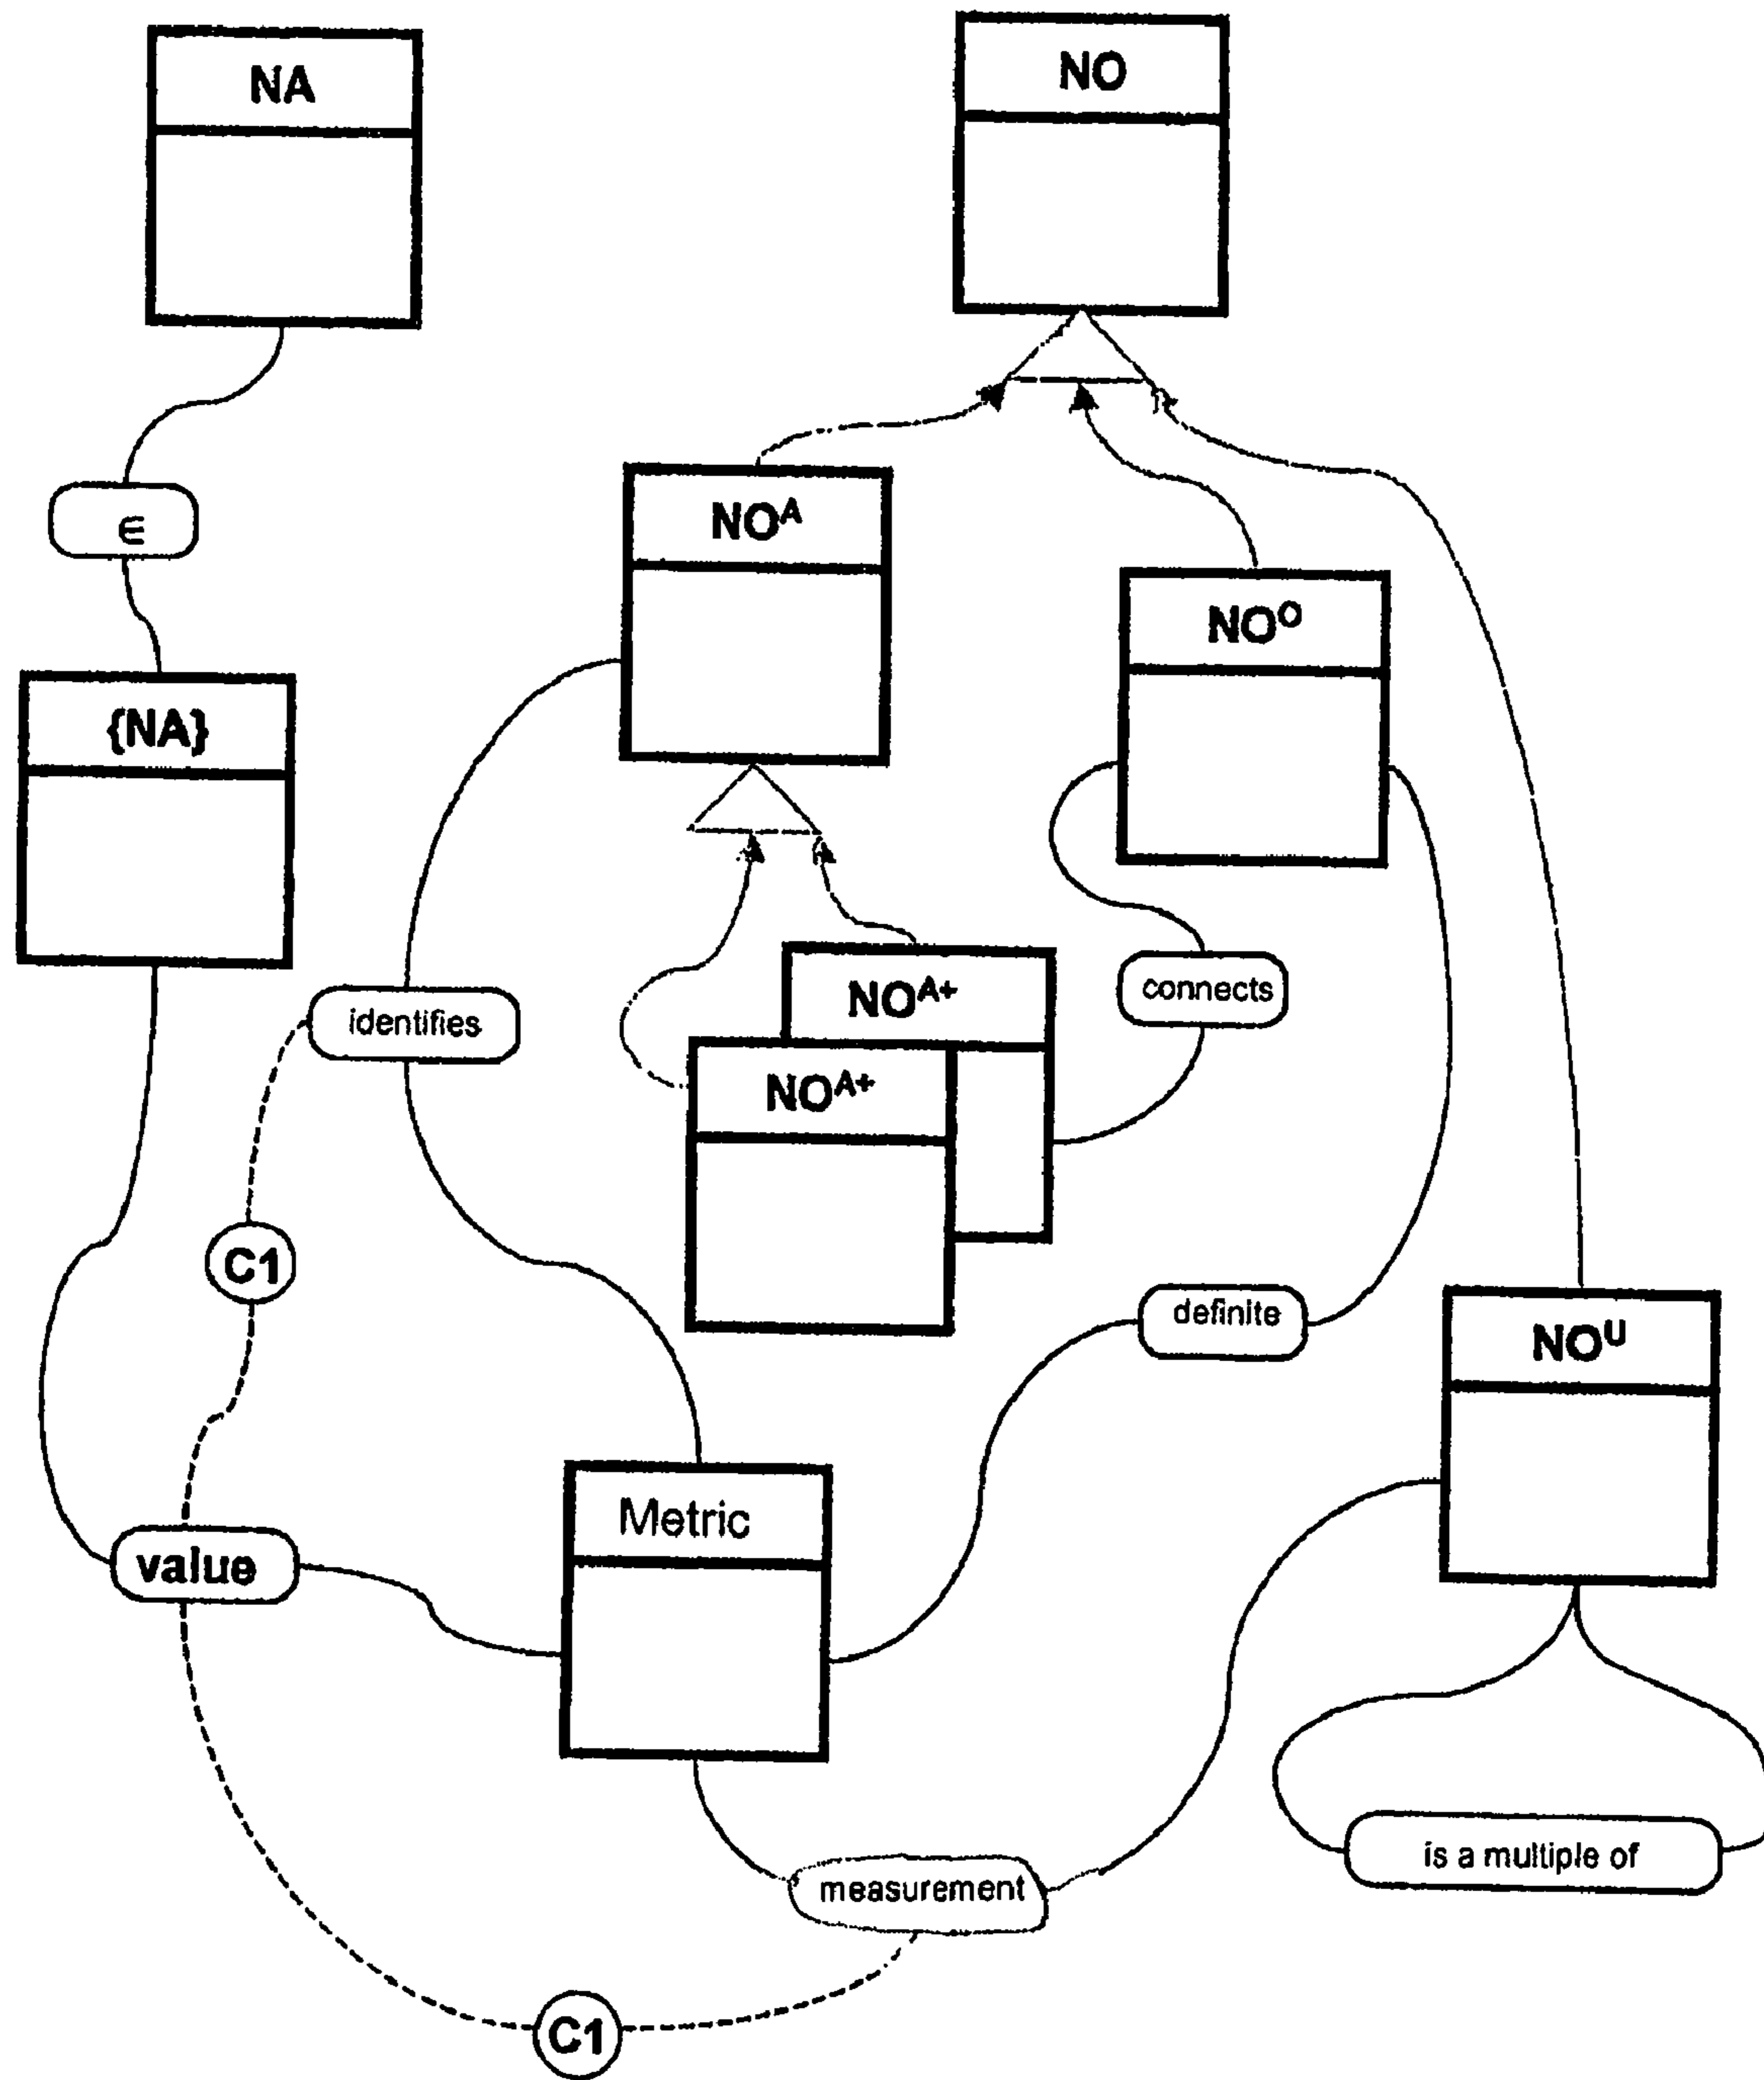 NA
NO
NOᴬ
∈
NOᴼ
{NA}
connects
NOᴬ⁺
identifies
NOᴬ⁺
C1
definite
NOᵁ
Metric
value
is a multiple of
measurement
C1